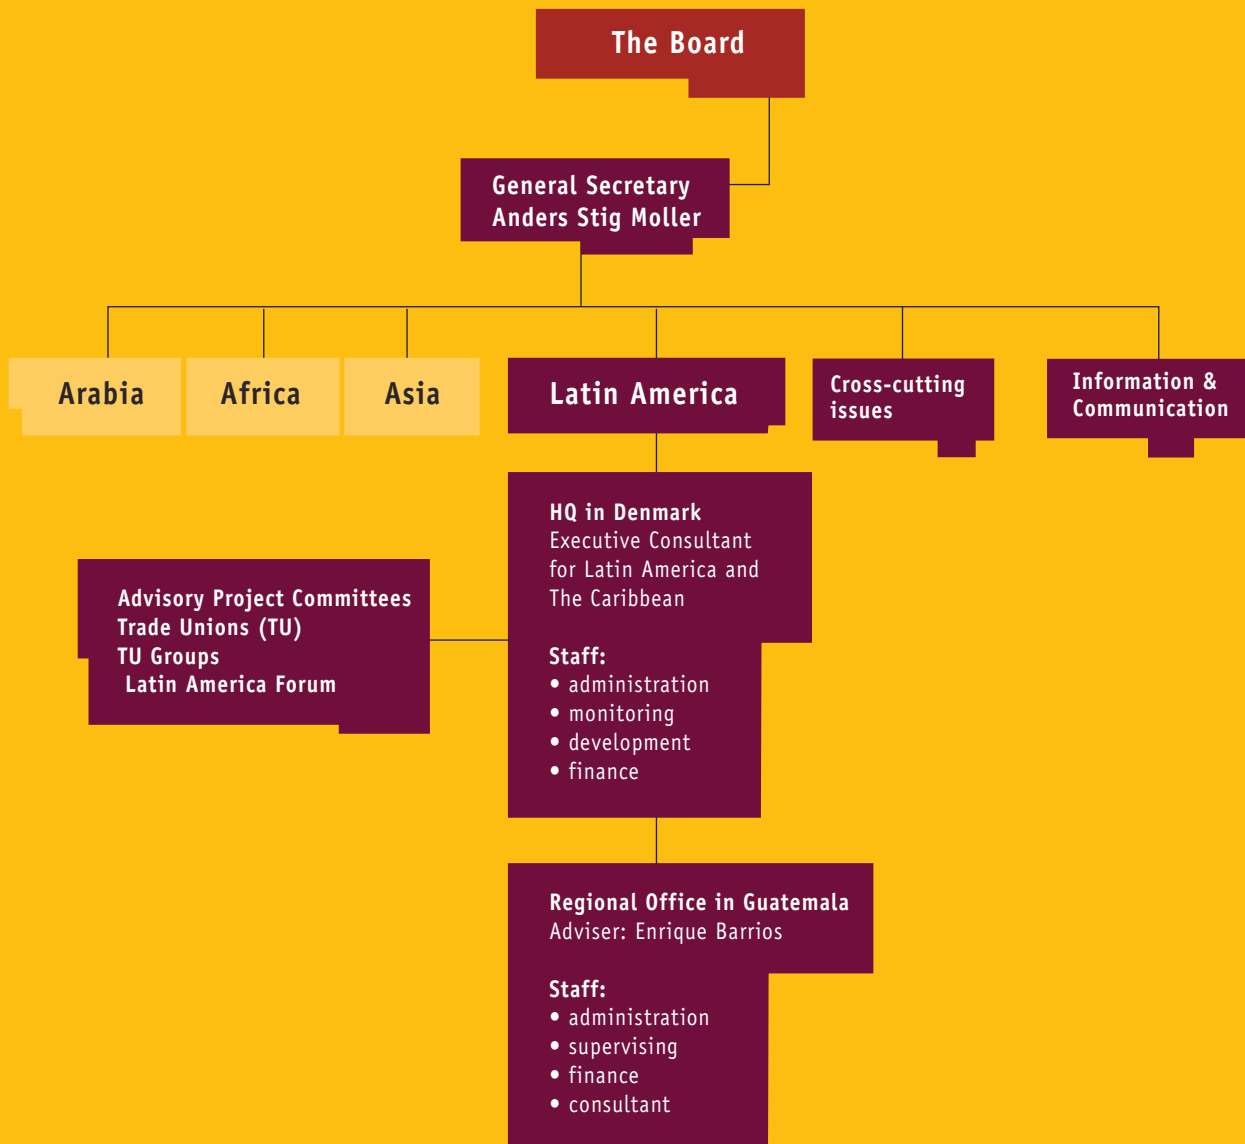 The Board
General Secretary
Anders Stig Moller
Arabia
Africa
Asia
Latin America
Cross-cutting
issues
Information &
Communication
HQ in Denmark
Executive Consultant
for Latin America and
The Caribbean
Staff:
• administration
• monitoring
• development
• finance
Advisory Project Committees
Trade Unions (TU)
TU Groups
Latin America Forum
Regional Office in Guatemala
Adviser: Enrique Barrios
Staff:
• administration
• supervising
• finance
• consultant